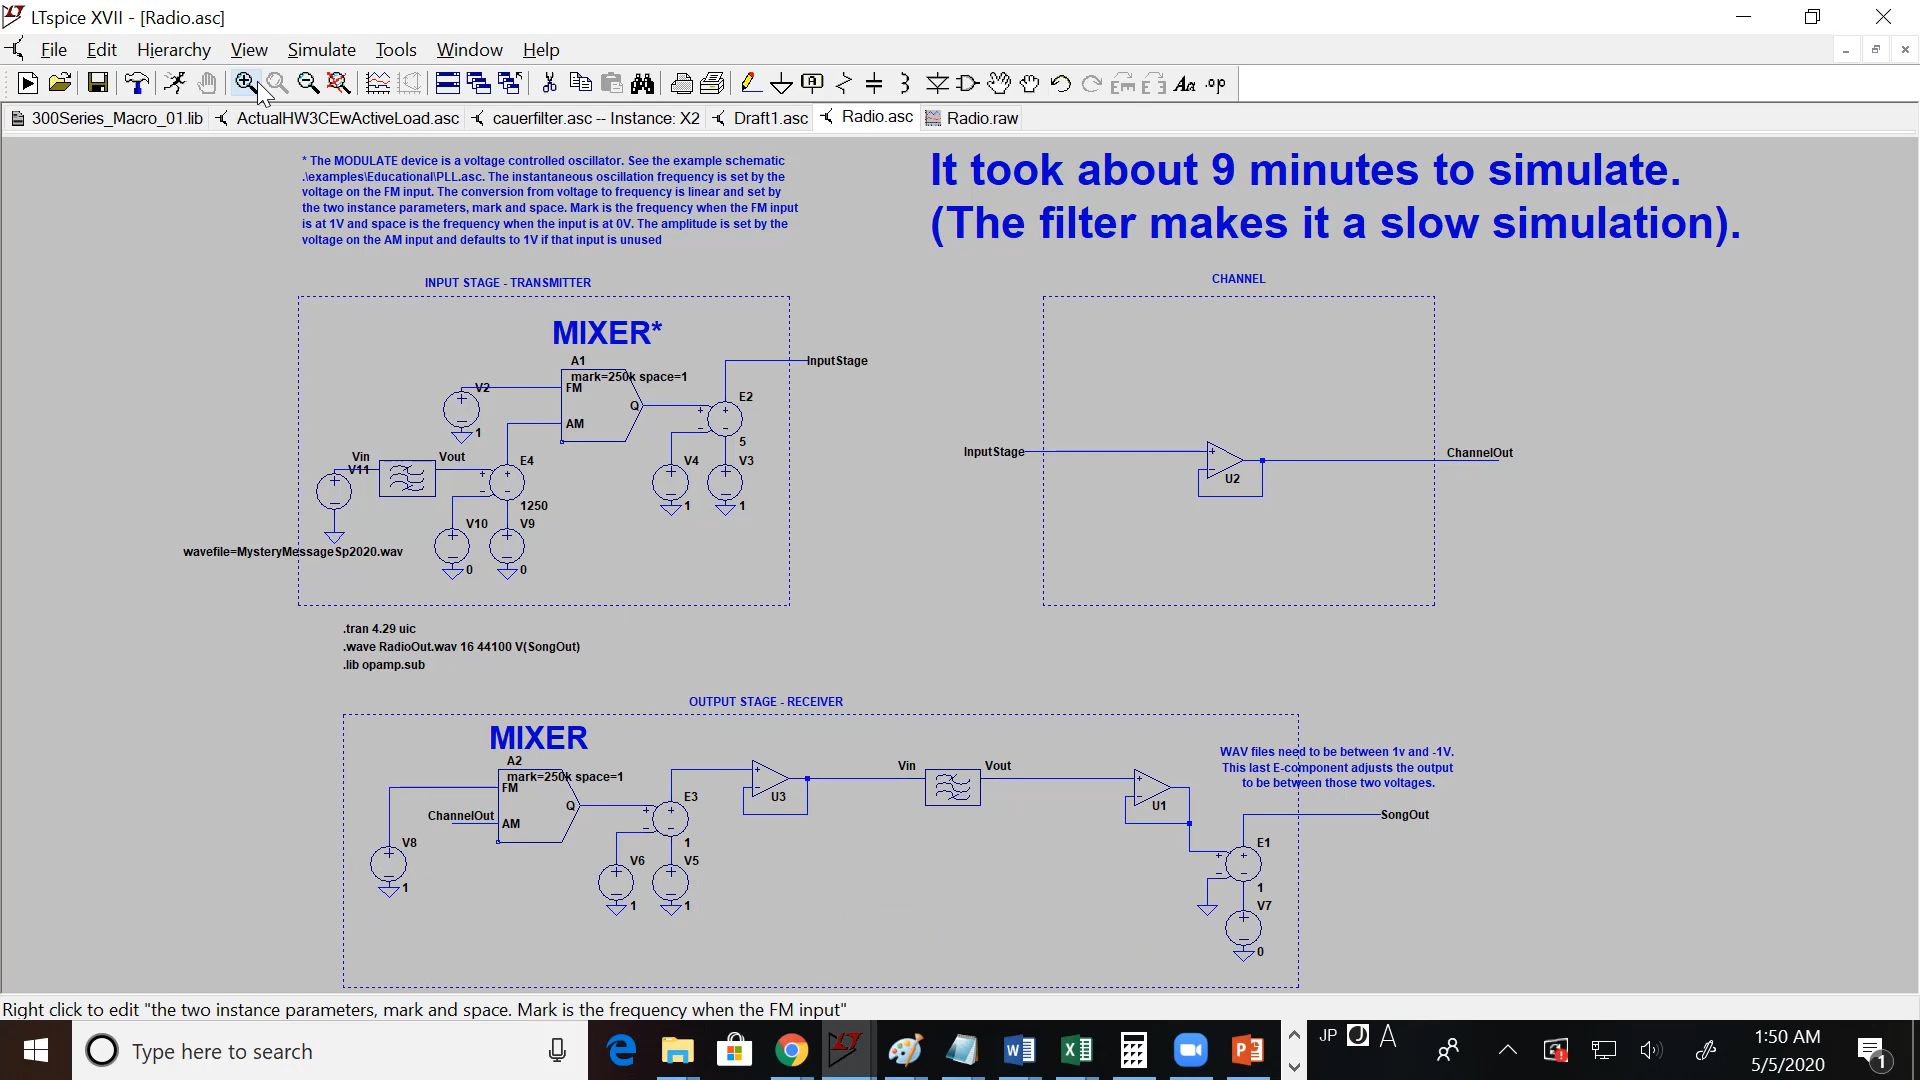 LTspice XVII - [Radio.asc]
File Edit Hierarchy View Simulate Tools Window Help
300Series_Macro_01.lib ActualHW3CEwActiveLoad.asc cauerfilter.asc -- Instance: X2 Draft1.asc Radio.asc Radio.raw
* The MODULATE device is a voltage controlled oscillator. See the example schematic
.\examples\Educational\PLL.asc. The instantaneous oscillation frequency is set by the
voltage on the FM input. The conversion from voltage to frequency is linear and set by
the two instance parameters, mark and space. Mark is the frequency when the FM input
is at 1V and space is the frequency when the input is at 0V. The amplitude is set by the
voltage on the AM input and defaults to 1V if that input is unused
It took about 9 minutes to simulate.
(The filter makes it a slow simulation).
INPUT STAGE - TRANSMITTER
MIXER*
A1
mark=250k space=1
FM
AM
Q
V2
1
InputStage
E2
5
V4
1
V3
1
Vin
V11
Vout
E4
1250
V10
0
V9
0
wavefile=MysteryMessageSp2020.wav
CHANNEL
InputStage
U2
ChannelOut
.tran 4.29 uic
.wave RadioOut.wav 16 44100 V(SongOut)
.lib opamp.sub
OUTPUT STAGE - RECEIVER
MIXER
A2
mark=250k space=1
FM
ChannelOut
AM
Q
V8
1
E3
1
V6
1
V5
1
U3
Vin
Vout
U1
WAV files need to be between 1v and -1V.
This last E-component adjusts the output
to be between those two voltages.
SongOut
E1
1
V7
0
Right click to edit "the two instance parameters, mark and space. Mark is the frequency when the FM input"
Type here to search
JP
A
1:50 AM
5/5/2020
1